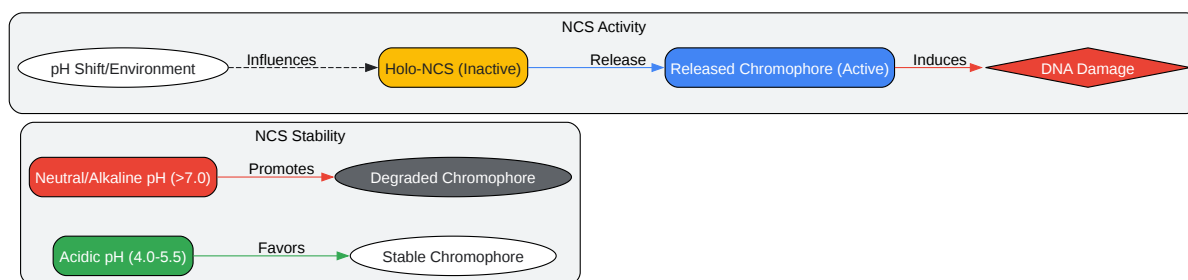 NCS Activity
pH Shift/Environment
Influences
Holo-NCS (Inactive)
Release
Released Chromophore (Active)
Induces
DNA Damage
NCS Stability
Neutral/Alkaline pH (>7.0)
Promotes
Degraded Chromophore
Acidic pH (4.0-5.5)
Favors
Stable Chromophore